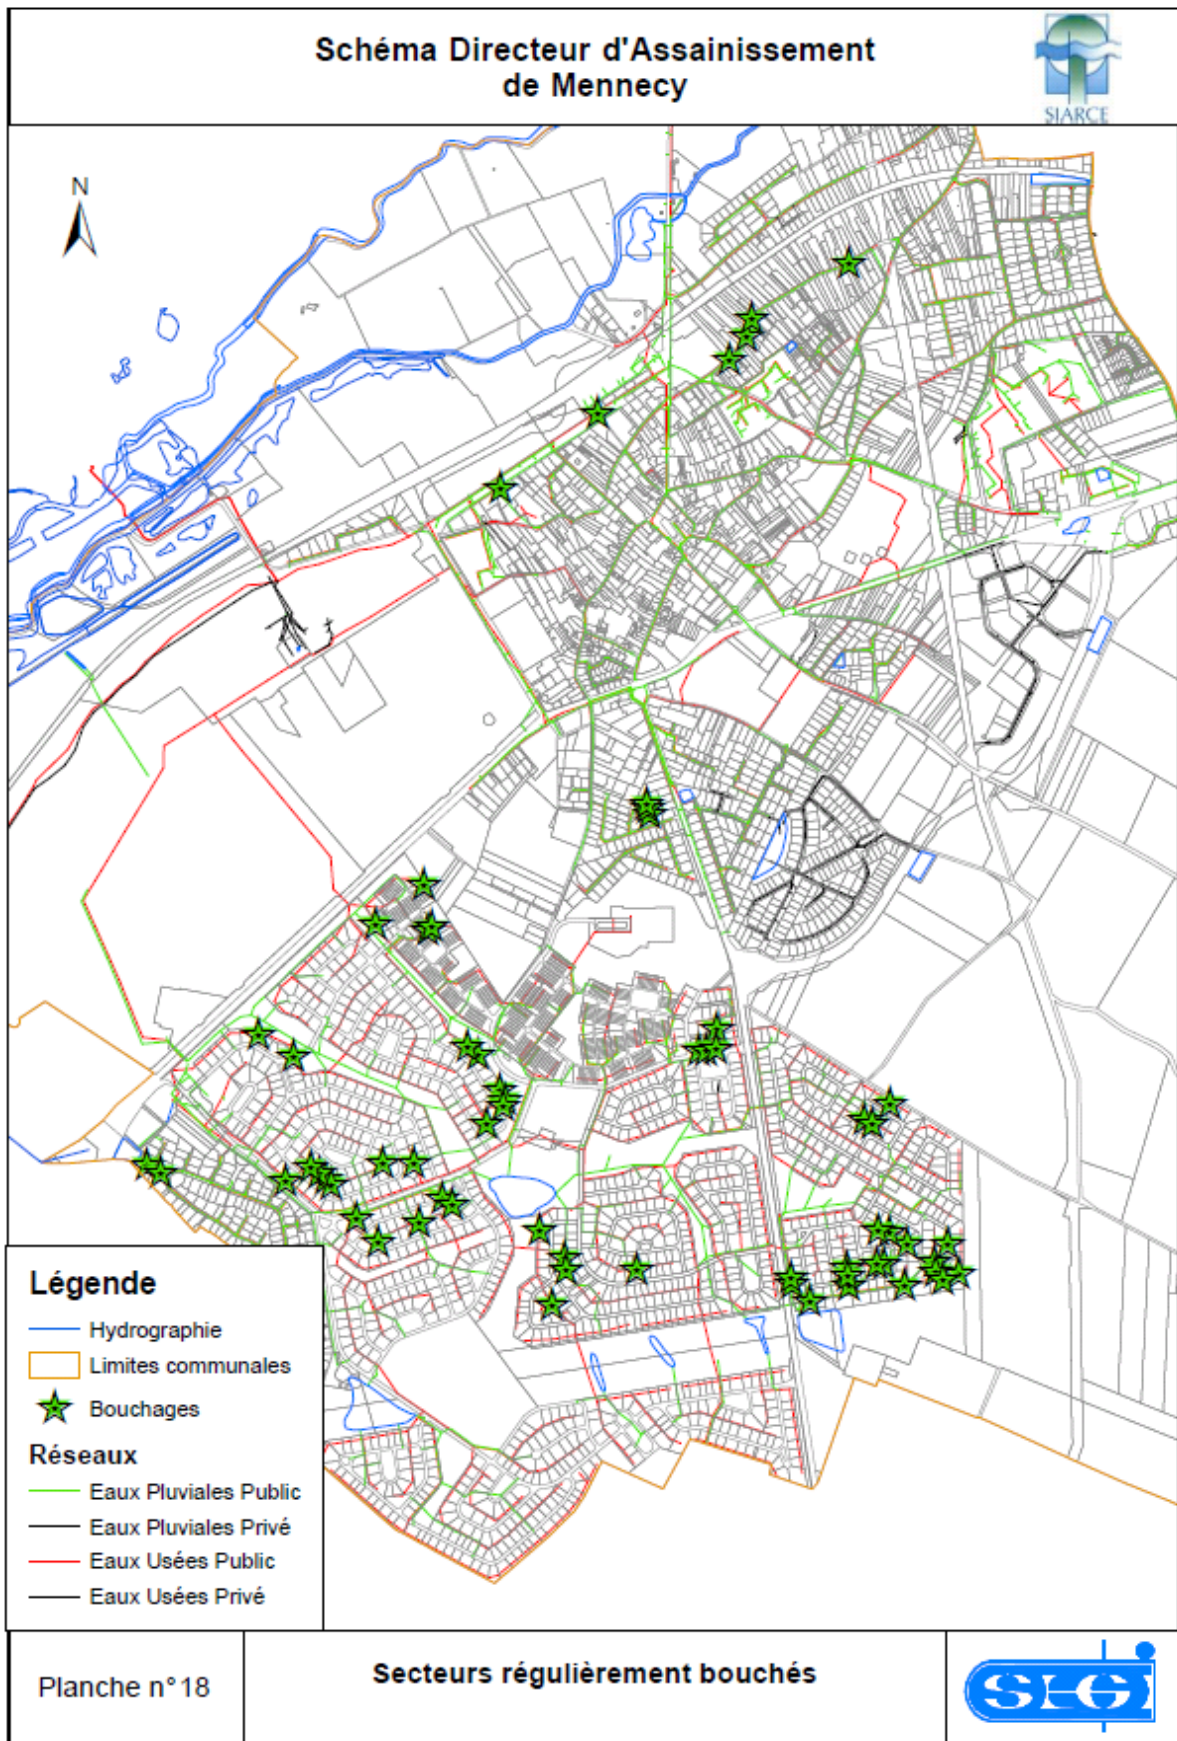 Schéma Directeur d'Assainissement
de Mennecy
SIARCE
N
Légende
Hydrographie
Limites communales
Bouchages
Réseaux
Eaux Pluviales Public
Eaux Pluviales Privé
Eaux Usées Public
Eaux Usées Privé
Planche n°18
Secteurs régulièrement bouchés